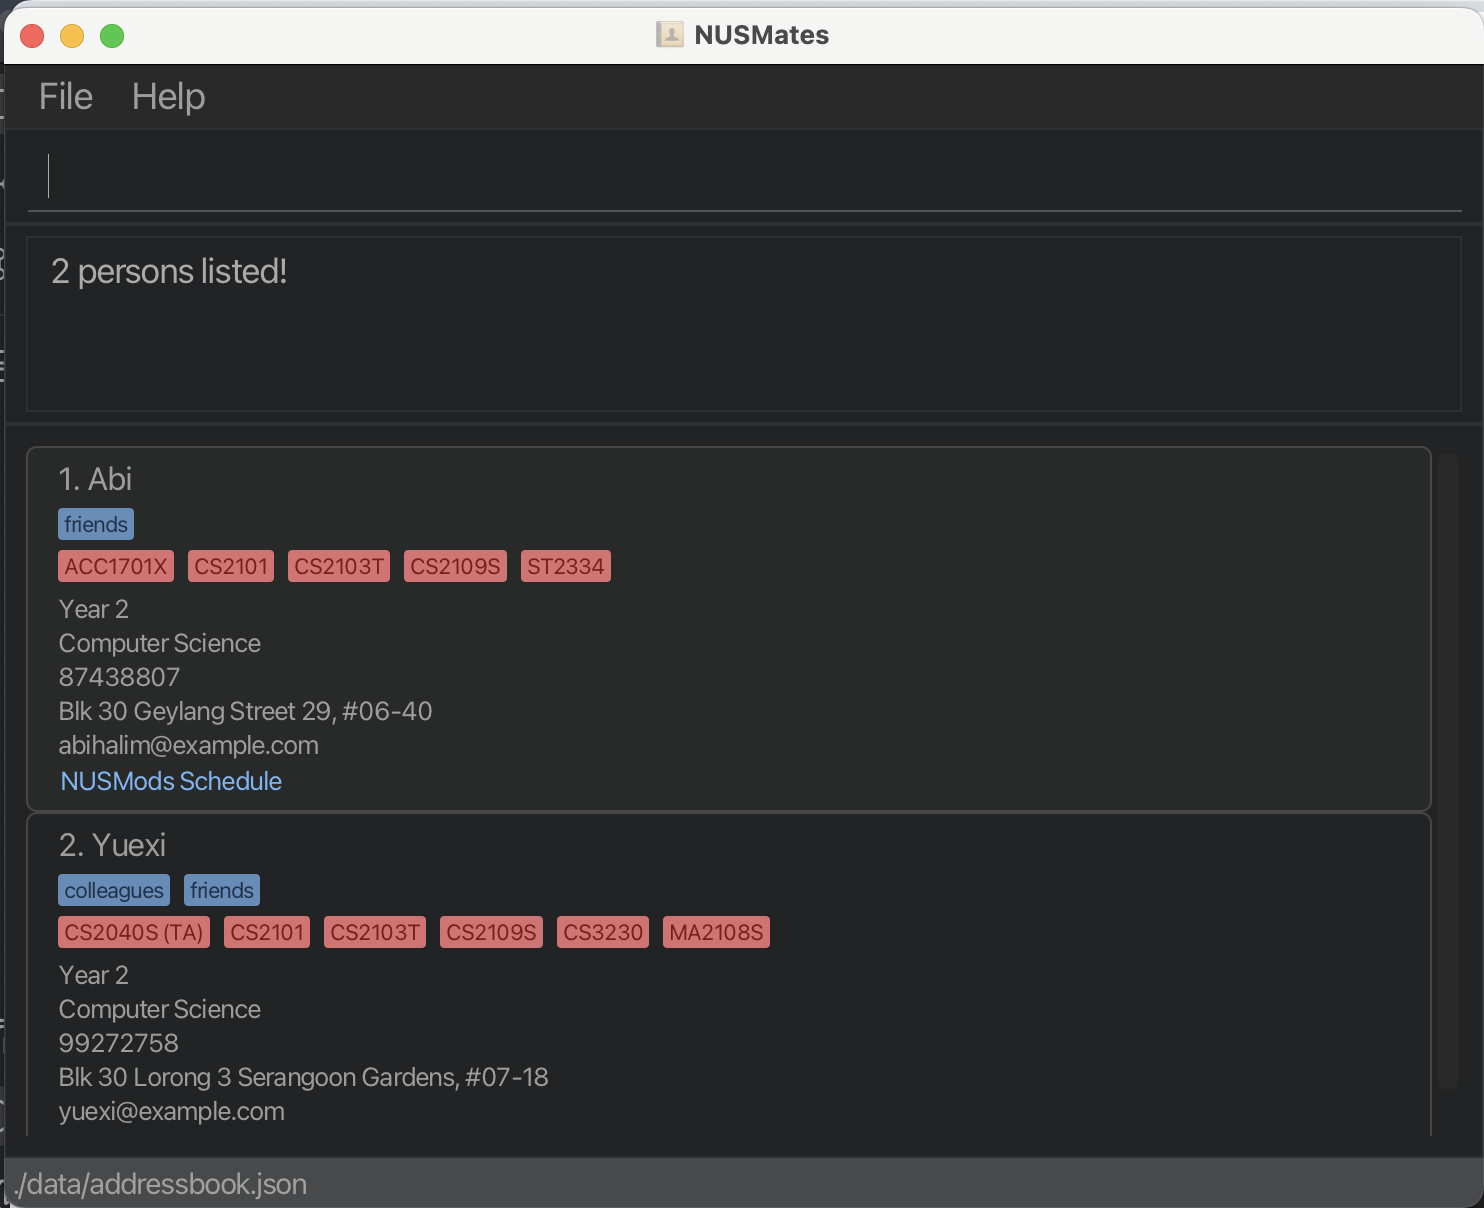 NUSMates
File Help
2 persons listed!
1. Abi
friends
ACC1701X CS2101 CS2103T CS2109S ST2334
Year 2
Computer Science
87438807
Blk 30 Geylang Street 29, #06-40
abihalim@example.com
NUSMods Schedule
2. Yuexi
colleagues friends
CS2040S (TA) CS2101 CS2103T CS2109S CS3230 MA2108S
Year 2
Computer Science
99272758
Blk 30 Lorong 3 Serangoon Gardens, #07-18
yuexi@example.com
./data/addressbook.json